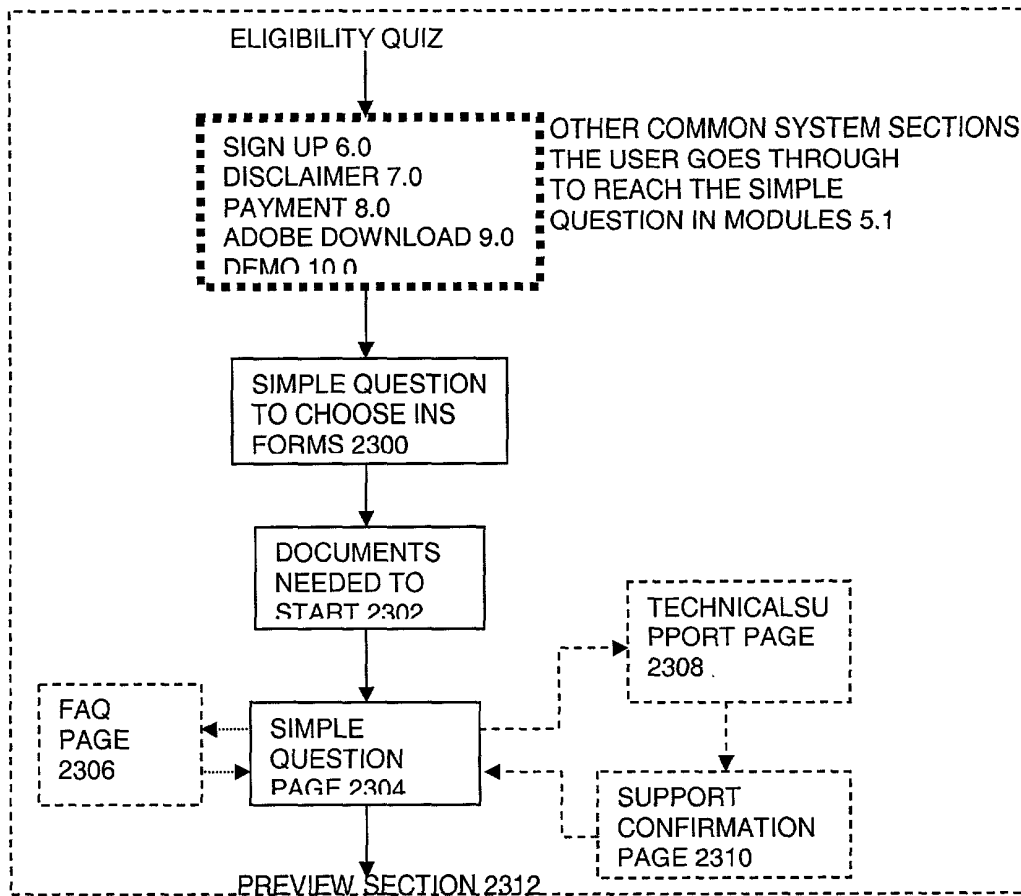 ELIGIBILITY QUIZ
SIGN UP 6.0
DISCLAIMER 7.0
PAYMENT 8.0
ADOBE DOWNLOAD 9.0
DEMO 10.0
OTHER COMMON SYSTEM SECTIONS
THE USER GOES THROUGH
TO REACH THE SIMPLE
QUESTION IN MODULES 5.1
SIMPLE QUESTION
TO CHOOSE INS
FORMS 2300
DOCUMENTS
NEEDED TO
START 2302
TECHNICALSU
PPORT PAGE
2308
FAQ
PAGE
2306
SIMPLE
QUESTION
PAGE 2304
SUPPORT
CONFIRMATION
PAGE 2310
PREVIEW SECTION 2312